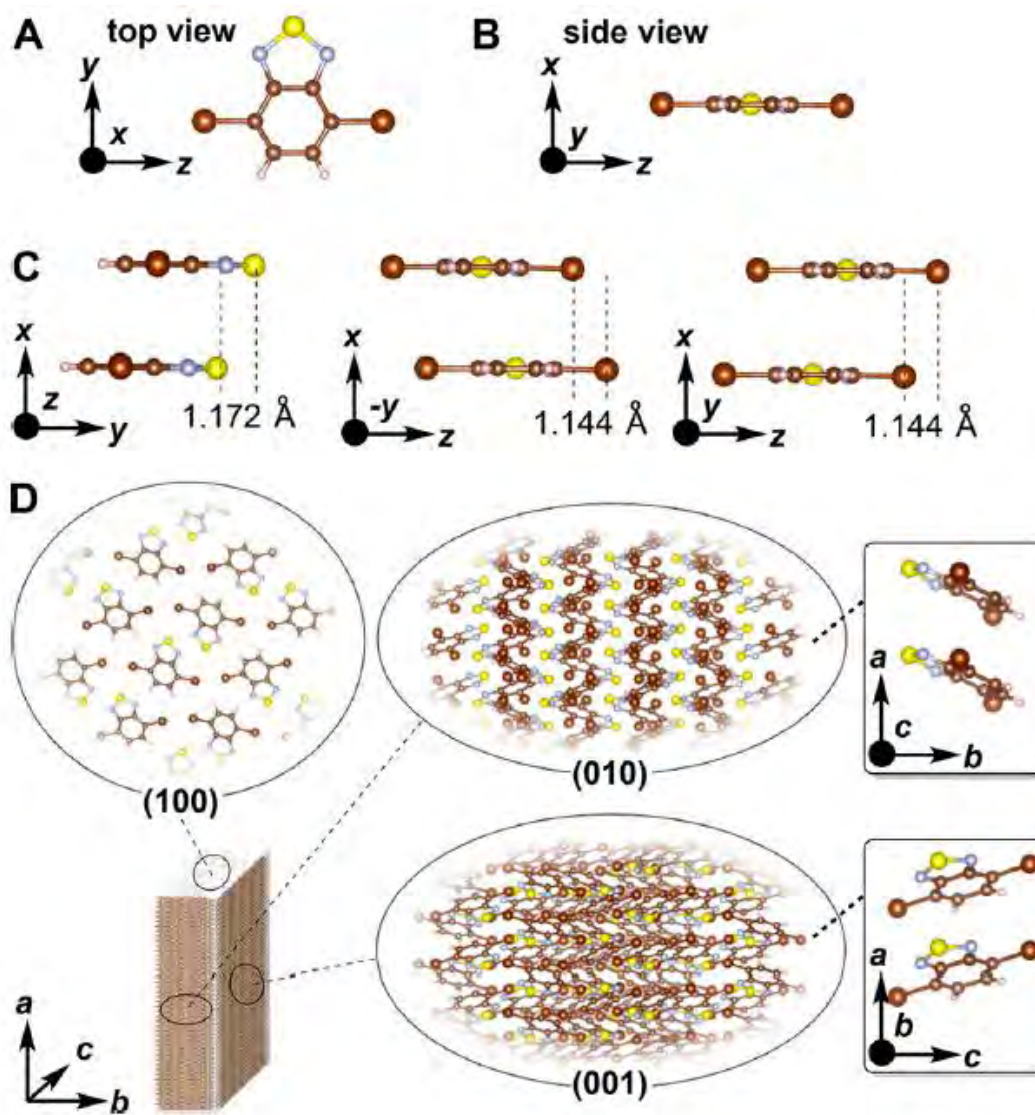 A top view
y
x
z
B side view
x
y
z
C
x
z
y
1.172 Å
x
-y
z
1.144 Å
x
y
z
1.144 Å
D
(100)
(010)
a
c
b
(001)
a
b
c
a
c
b